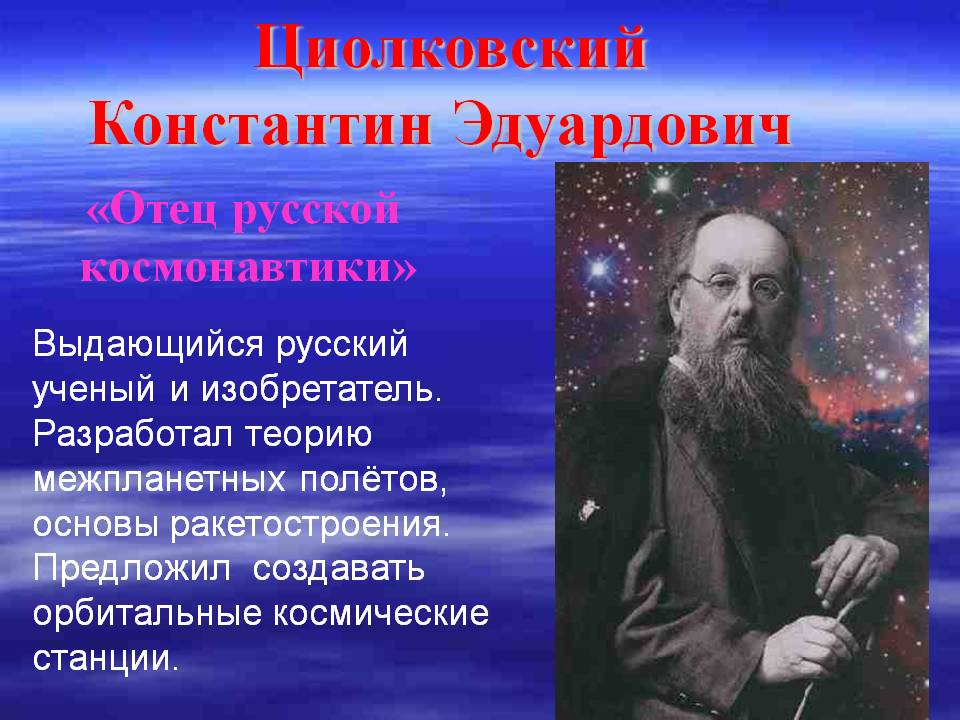 Циолковский
Константин Эдуардович
«Отец русской
космонавтики»
Выдающийся русский
ученый и изобретатель.
Разработал теорию
межпланетных полётов,
основы ракетостроения.
Предложил создавать
орбитальные космические
станции.